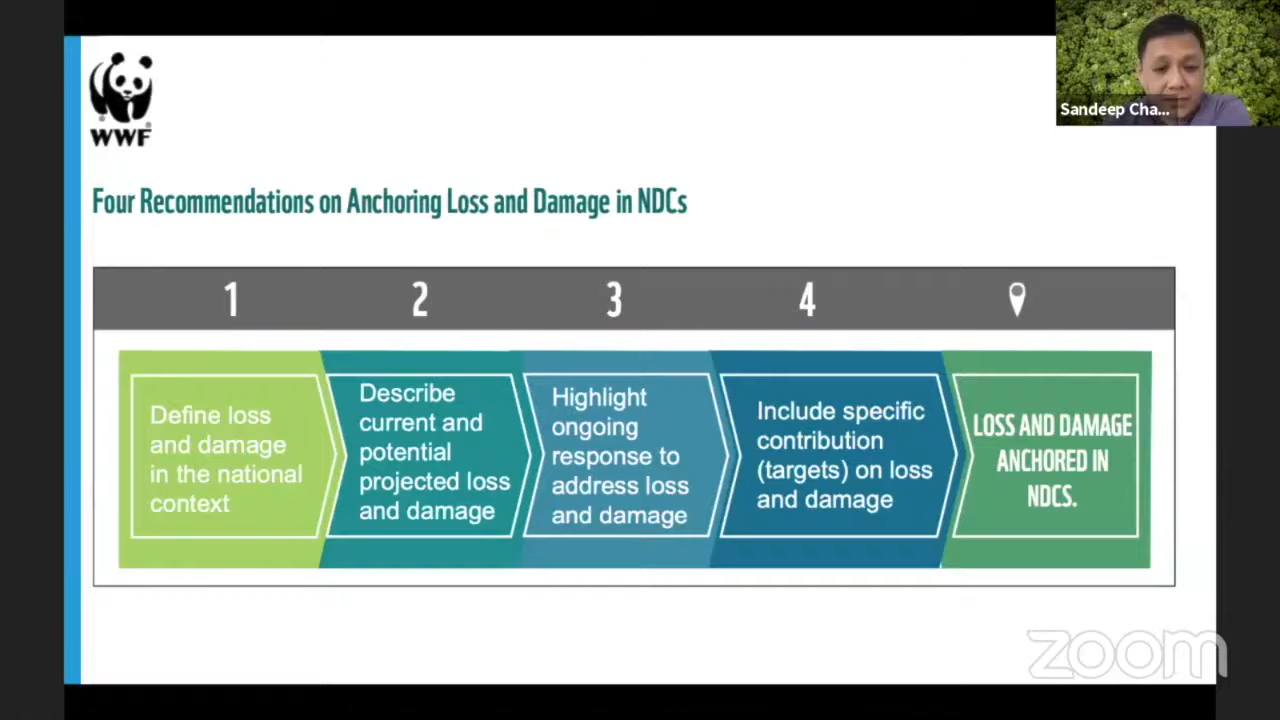 Sandeep Cha...
WWF
Four Recommendations on Anchoring Loss and Damage in NDCs
1
2
3
4
Define loss
and damage
in the national
context
Describe
current and
potential
projected loss
and damage
Highlight
ongoing
response to
address loss
and damage
Include specific
contribution
(targets) on loss
and damage
LOSS AND DAMAGE
ANCHORED IN
NDCS.
zoom